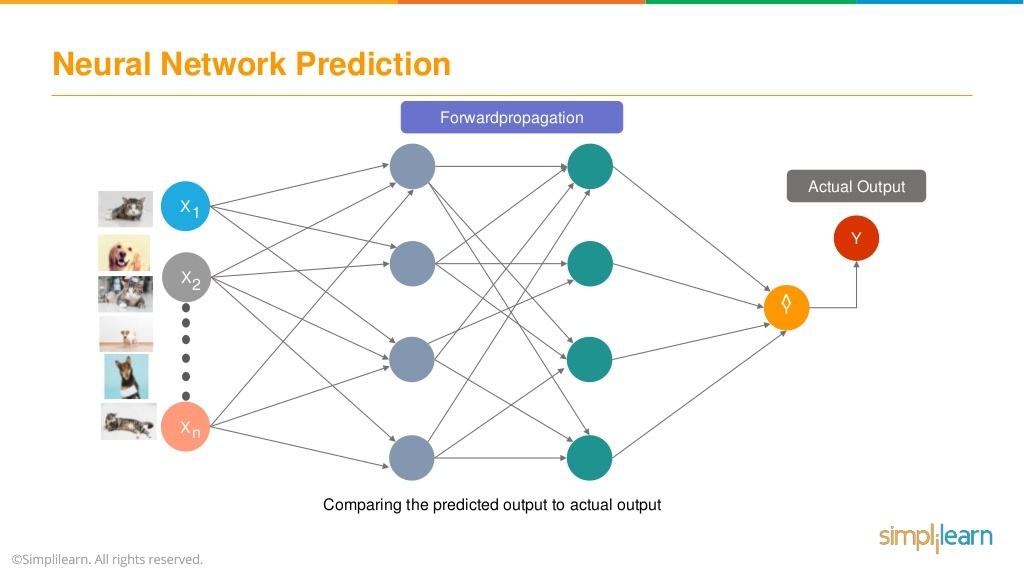 Neural Network Prediction
Forwardpropagation
Actual Output
X1
Y
X2
Ŷ
Xn
Comparing the predicted output to actual output
simplilearn
©Simplilearn. All rights reserved.